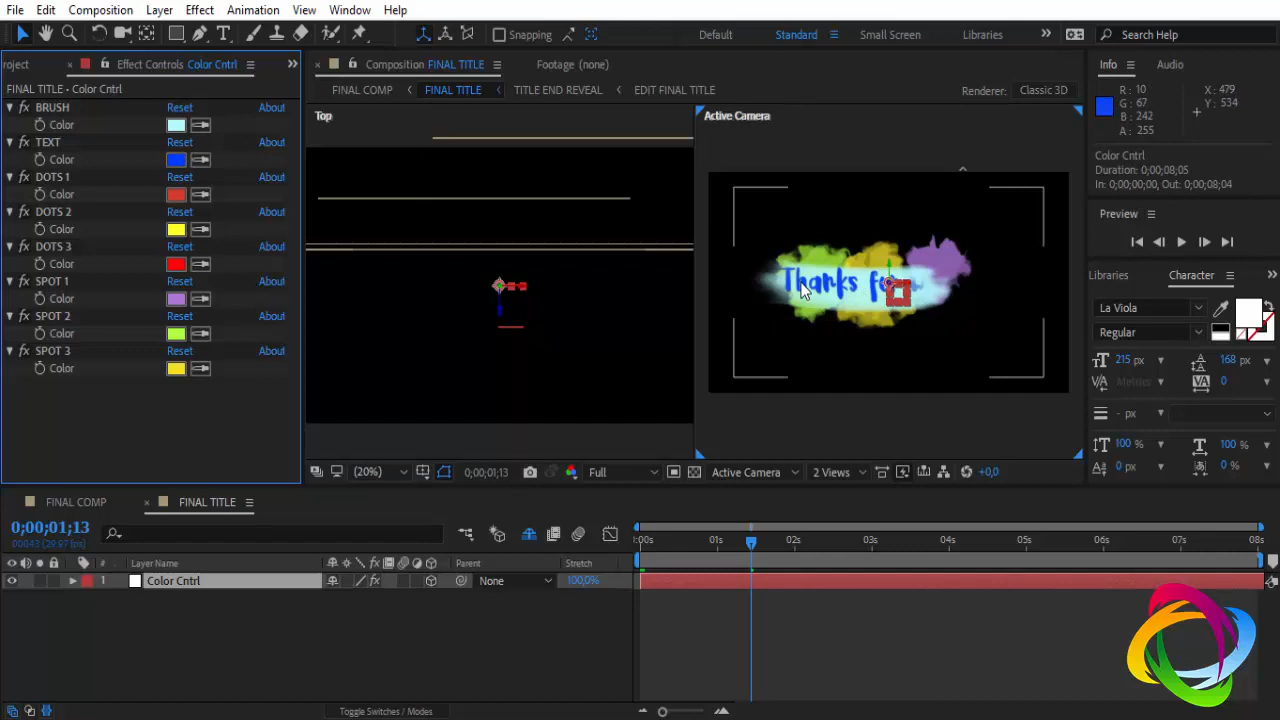 File Edit Composition Layer Effect Animation View Window Help
Snapping Default Standard Small Screen Libraries Search Help
roject Effect Controls Color Cntrl
FINAL TITLE • Color Cntrl
BRUSH Reset About
Color
TEXT Reset About
Color
DOTS 1 Reset About
Color
DOTS 2 Reset About
Color
DOTS 3 Reset About
Color
SPOT 1 Reset About
Color
SPOT 2 Reset About
Color
SPOT 3 Reset About
Color
Composition FINAL TITLE Footage (none)
FINAL COMP FINAL TITLE TITLE END REVEAL EDIT FINAL TITLE Renderer: Classic 3D
Top
Active Camera
Thanks
(20%) 0;00;01;13 Full Active Camera 2 Views +0,0
Info Audio
R : 10 X : 479
G : 67 Y : 534
B : 242
A : 255
Color Cntrl
Duration: 0;00;08;05
In: 0;00;00;00, Out: 0;00;08;04
Preview
Libraries Character
La Viola
Regular
215 px 168 px
Metrics 0
- px
100 % 100 %
0 px 0 %
FINAL COMP FINAL TITLE
0;00;01;13
00043 (29.97 fps)
# Layer Name Parent Stretch
1 Color Cntrl None 100,0%
:00s 01s 02s 03s 04s 05s 06s 07s 08s
Toggle Switches / Modes